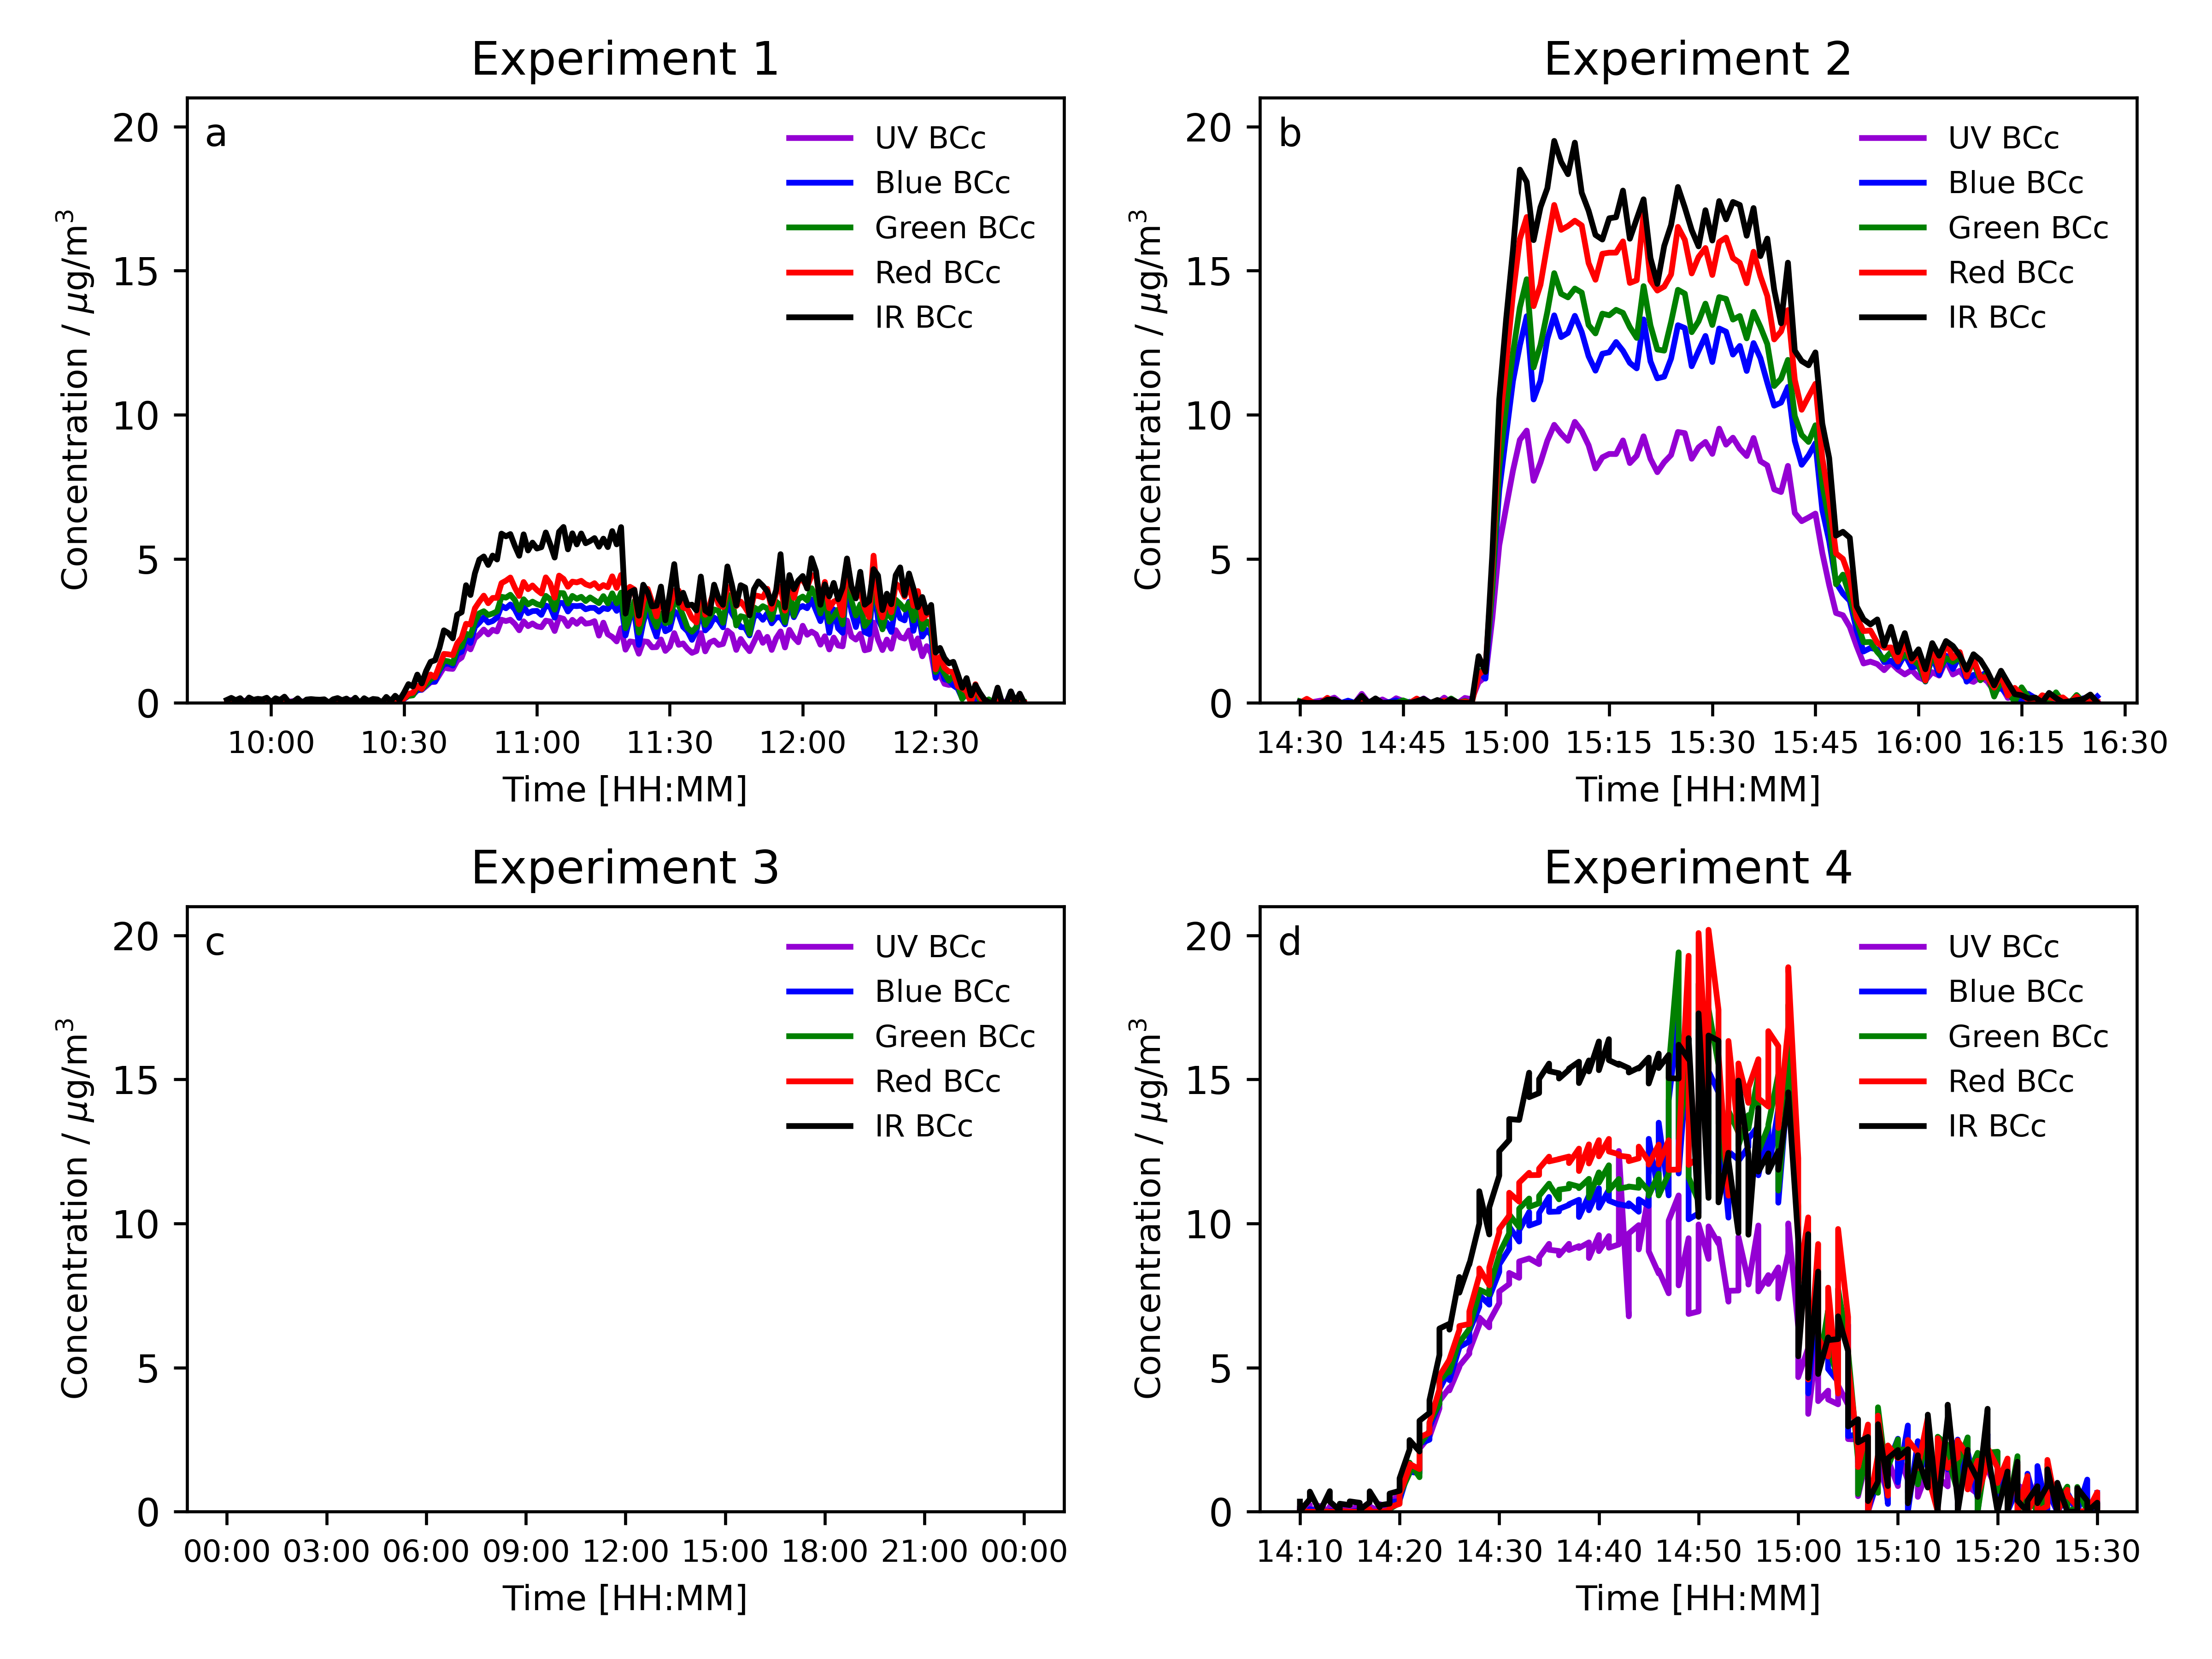 Experiment 1
a
UV BCc
Blue BCc
Green BCc
Red BCc
IR BCc
20
15
10
5
0
Concentration / μg/m³
10:00 10:30 11:00 11:30 12:00 12:30
Time [HH:MM]
Experiment 2
b
UV BCc
Blue BCc
Green BCc
Red BCc
IR BCc
20
15
10
5
0
Concentration / μg/m³
14:30 14:45 15:00 15:15 15:30 15:45 16:00 16:15 16:30
Time [HH:MM]
Experiment 3
c
UV BCc
Blue BCc
Green BCc
Red BCc
IR BCc
20
15
10
5
0
Concentration / μg/m³
00:00 03:00 06:00 09:00 12:00 15:00 18:00 21:00 00:00
Time [HH:MM]
Experiment 4
d
UV BCc
Blue BCc
Green BCc
Red BCc
IR BCc
20
15
10
5
0
Concentration / μg/m³
14:10 14:20 14:30 14:40 14:50 15:00 15:10 15:20 15:30
Time [HH:MM]